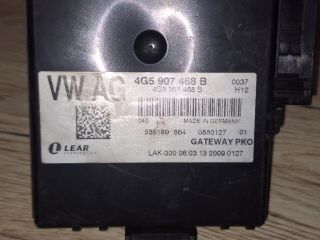 VW AG
4G5 907 468 B 0037
4G5 907 468 B H12
MADE IN GERMANY
535189 864 0850127 01
LEAR
GATEWAY PKO
LAK-000 06.03.13 2009 0127